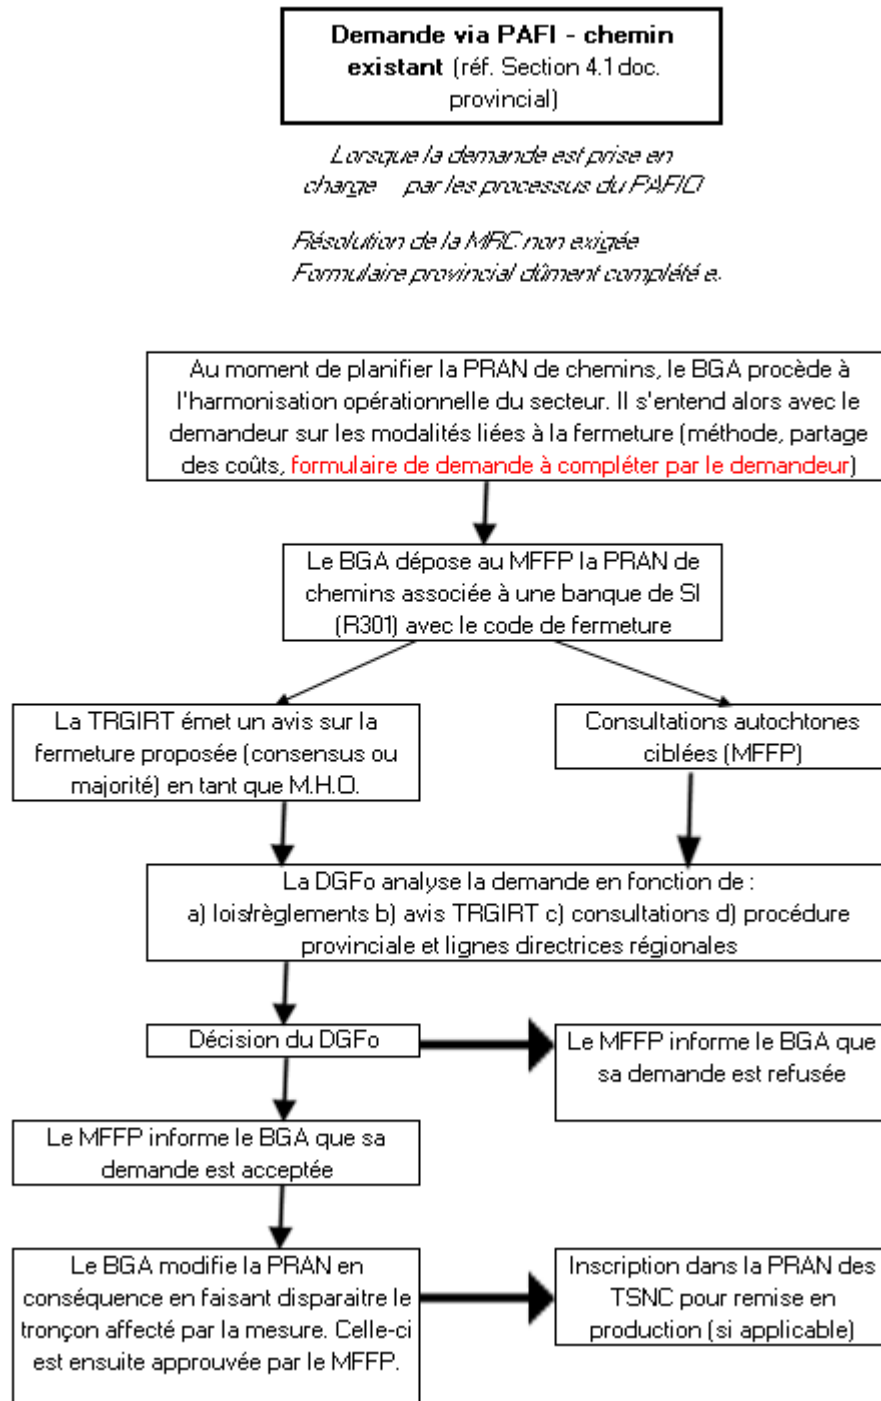 Demande via PAFI - chemin
existant (réf. Section 4.1 doc.
provincial)
Lorsque la demande est prise en
charge par les processus du PAFIO
Résolution de la MRC non exigée
Formulaire provincial dûment complété e.
Au moment de planifier la PRAN de chemins, le BGA procède à
l'harmonisation opérationnelle du secteur. Il s'entend alors avec le
demandeur sur les modalités liées à la fermeture (méthode, partage
des coûts, formulaire de demande à compléter par le demandeur)
Le BGA dépose au MFFP la PRAN de
chemins associée à une banque de SI
(R301) avec le code de fermeture
La TRGIRT émet un avis sur la
fermeture proposée (consensus ou
majorité) en tant que M.H.O.
Consultations autochtones
ciblées (MFFP)
La DGFo analyse la demande en fonction de :
a) lois/règlements b) avis TRGIRT c) consultations d) procédure
provinciale et lignes directrices régionales
Décision du DGFo
Le MFFP informe le BGA que
sa demande est refusée
Le MFFP informe le BGA que sa
demande est acceptée
Le BGA modifie la PRAN en
conséquence en faisant disparaitre le
tronçon affecté par la mesure. Celle-ci
est ensuite approuvée par le MFFP.
Inscription dans la PRAN des
TSNC pour remise en
production (si applicable)